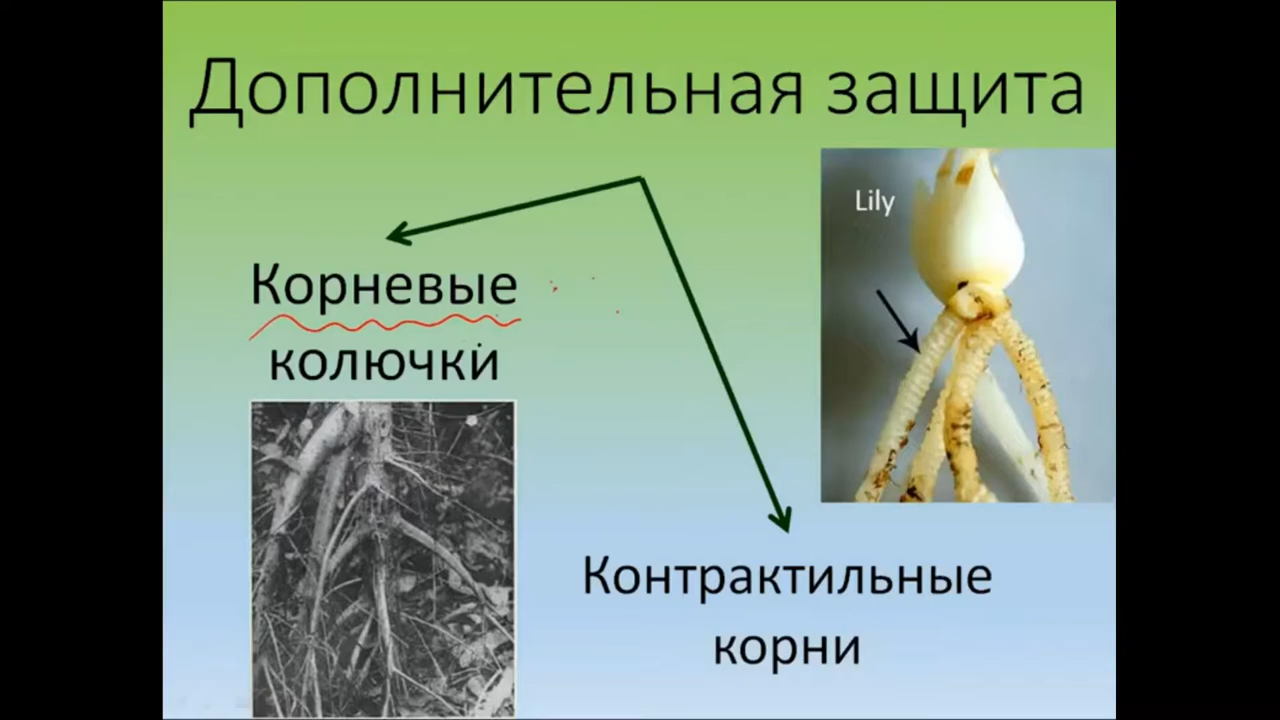 Дополнительная защита
Lily
Корневые
колючки
Контрактильные
корни